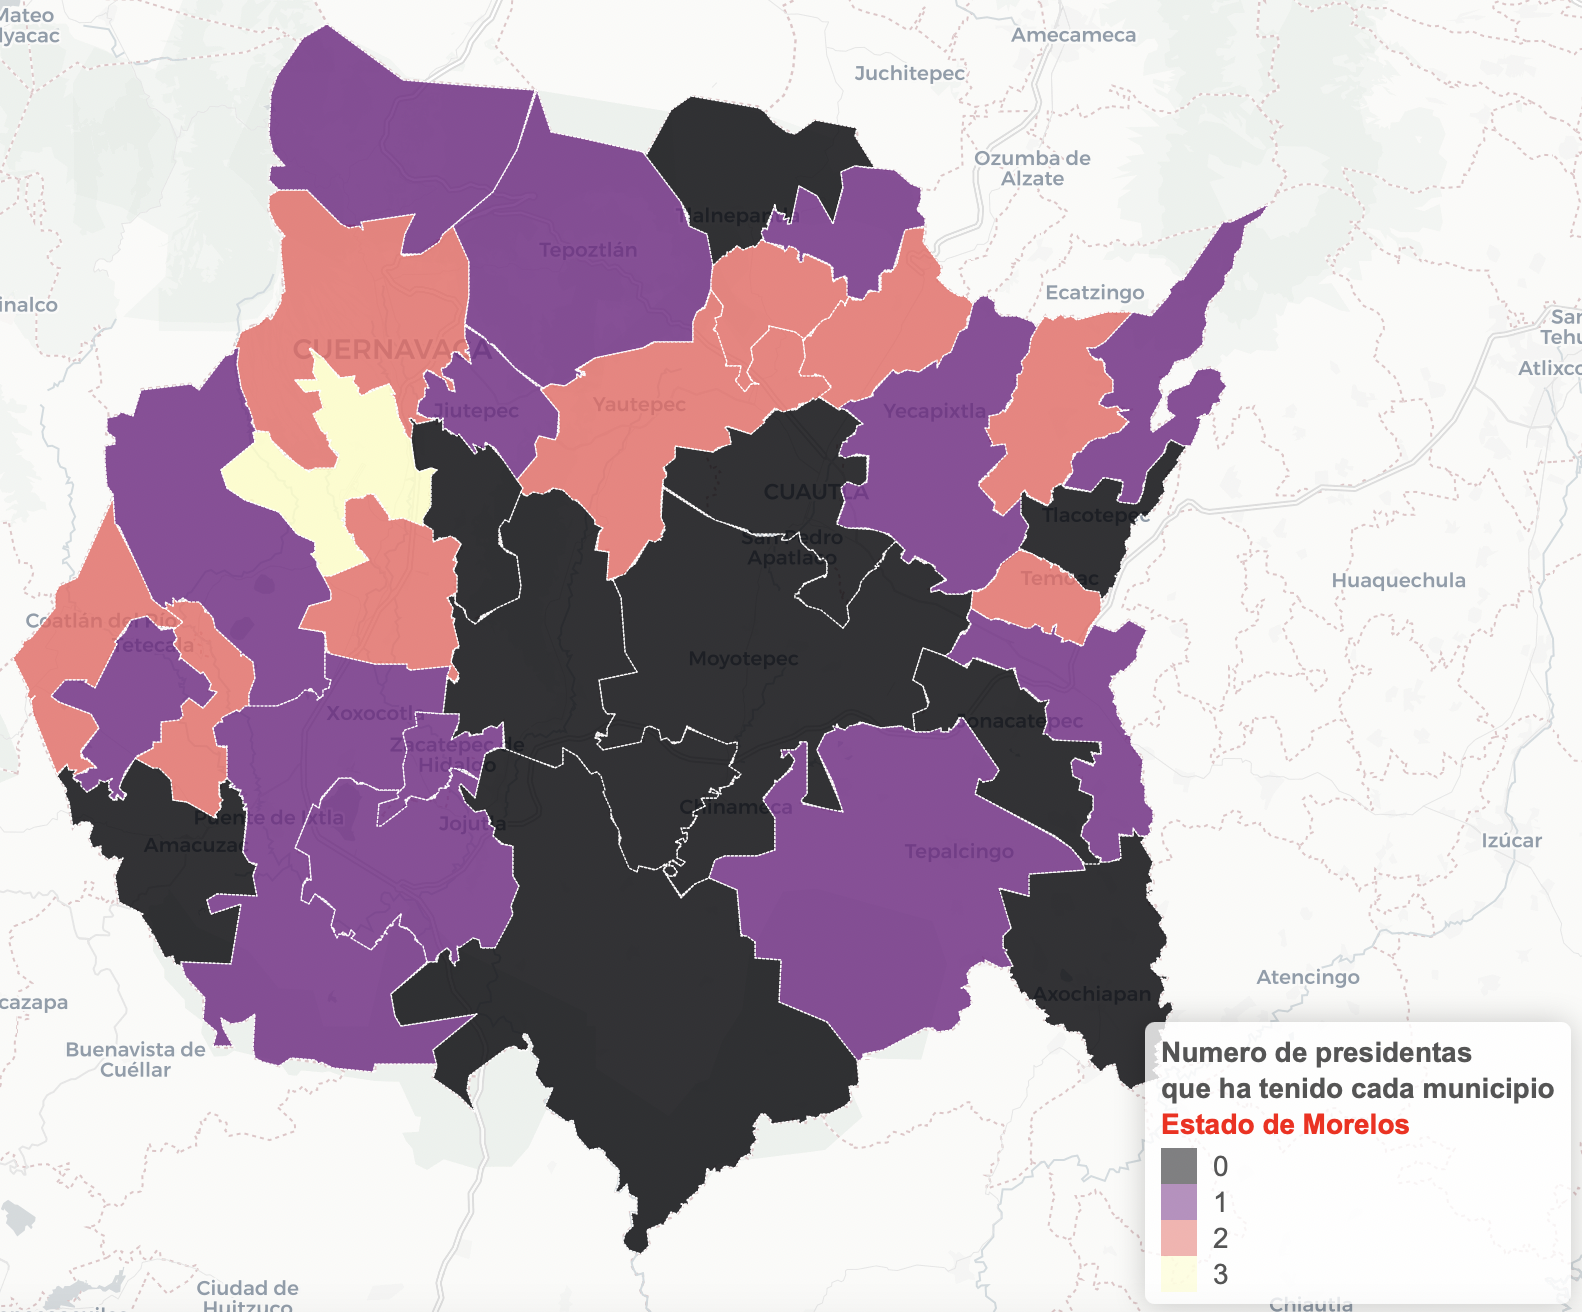 Mateo
yacac
Amecameca
Juchitepec
Ozumba de
Alzate
Tlalnepantla
Tepoztlán
Ecatzingo
inalco
San
Tehu
CUERNAVACA
Atlixco
Jiutepec
Yautepec
Yecapixtla
CUAUTLA
Tlacotepec
San Pedro
Apatlaco
Temoac
Huaquechula
Coatlán del Río
Tetecala
Moyotepec
Xoxocotla
Jonacatepec
Zacatepec de
Hidalgo
Chinameca
Puente de Ixtla
Jojutla
Amacuzac
Tepalcingo
Izúcar
Atencingo
Axochiapan
cazapa
Buenavista de
Cuéllar
Numero de presidentas
que ha tenido cada municipio
Estado de Morelos
0
1
2
3
Ciudad de
Huitzuco
Chiautla